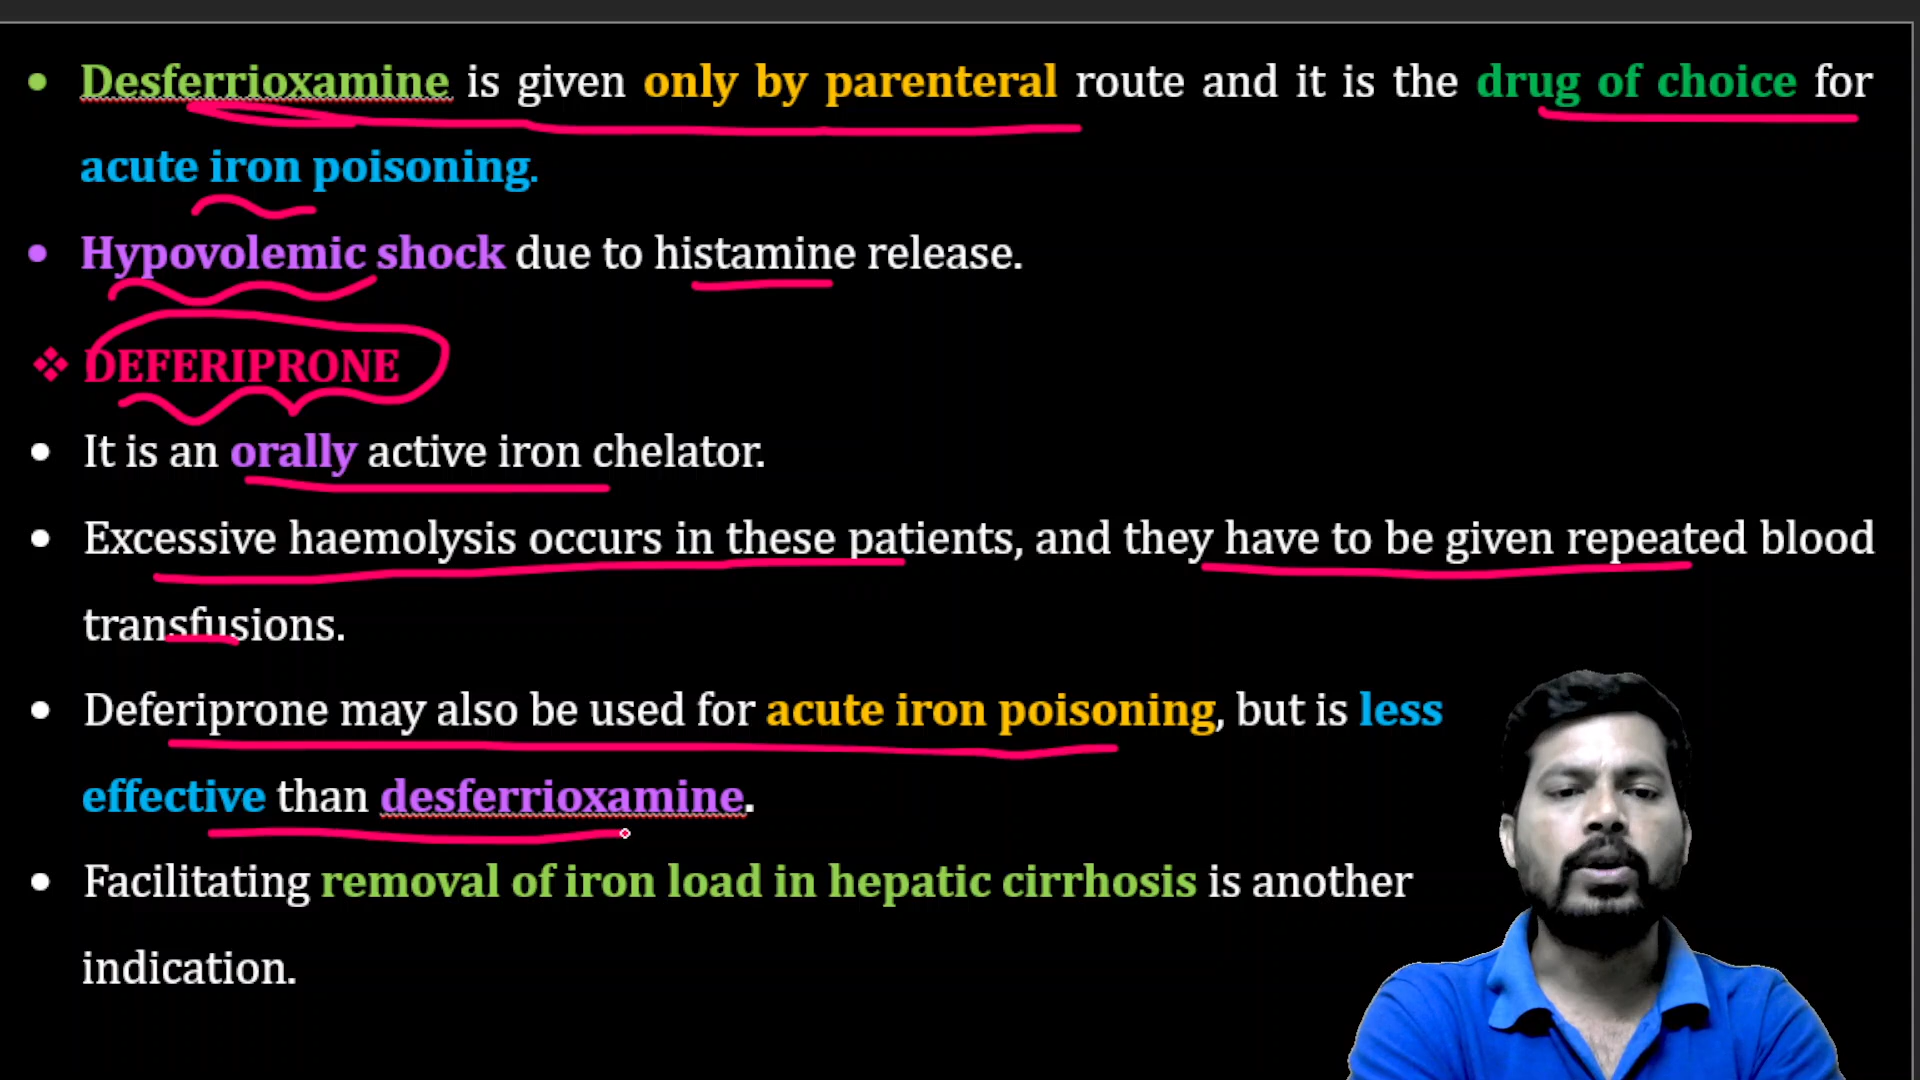 • Desferrioxamine is given only by parenteral route and it is the drug of choice for
acute iron poisoning.
• Hypovolemic shock due to histamine release.
❖ DEFERIPRONE
• It is an orally active iron chelator.
• Excessive haemolysis occurs in these patients, and they have to be given repeated blood
transfusions.
• Deferiprone may also be used for acute iron poisoning, but is less
effective than desferrioxamine.
• Facilitating removal of iron load in hepatic cirrhosis is another
indication.